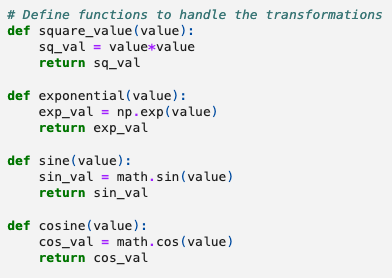 # Define functions to handle the transformations
def square_value(value):
    sq_val = value*value
    return sq_val

def exponential(value):
    exp_val = np.exp(value)
    return exp_val

def sine(value):
    sin_val = math.sin(value)
    return sin_val

def cosine(value):
    cos_val = math.cos(value)
    return cos_val